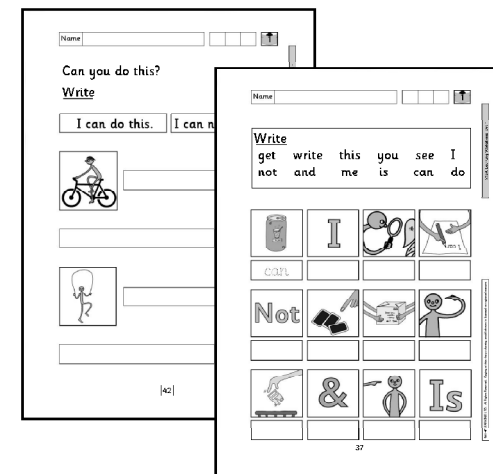 Name
Can you do this?
Write
I can do this.
I can n
42
Name
Write
get write this you see I
not and me is can do
I
can
Not
& Is
37